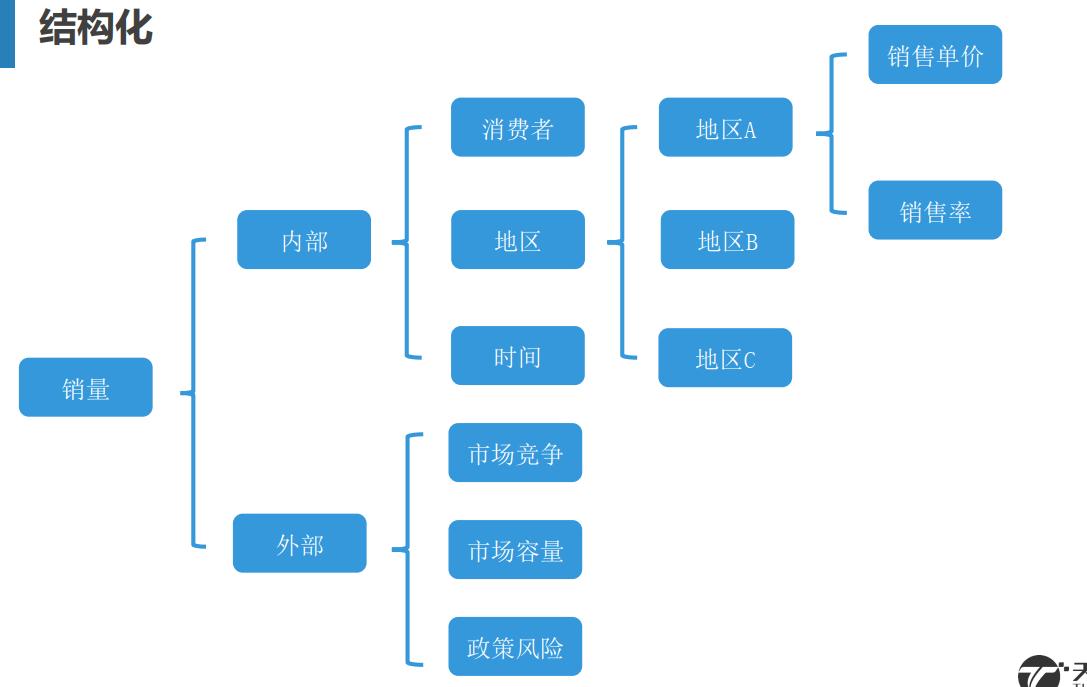 结构化
销售单价
消费者
地区A
销售率
内部
地区
地区B
时间
地区C
销量
市场竞争
外部
市场容量
政策风险